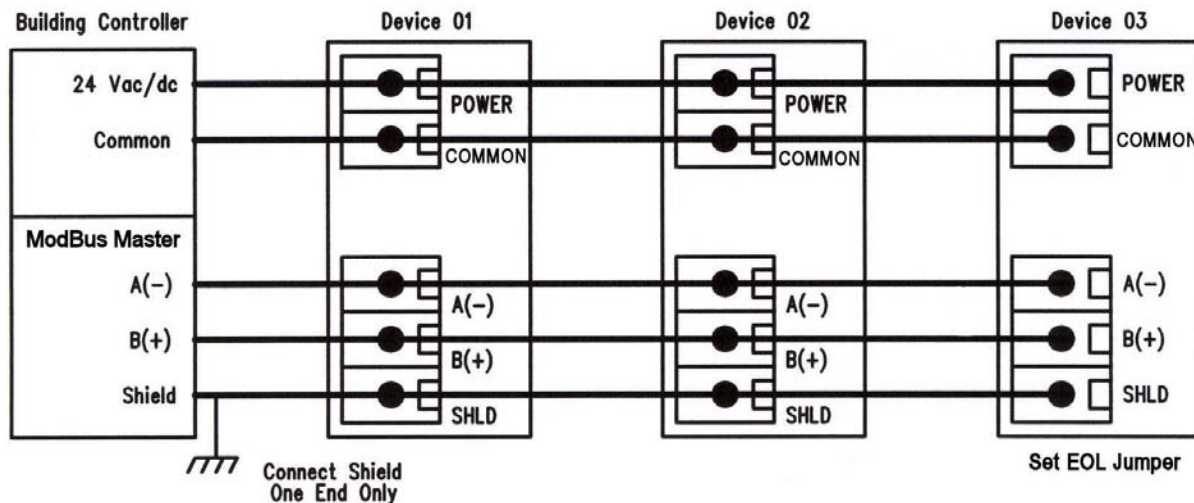 Building Controller
Device 01
Device 02
Device 03
24 Vac/dc
POWER
POWER
POWER
Common
COMMON
COMMON
COMMON
ModBus Master
A(-)
A(-)
A(-)
A(-)
B(+)
B(+)
B(+)
B(+)
Shield
SHLD
SHLD
SHLD
Connect Shield
One End Only
Set EOL Jumper